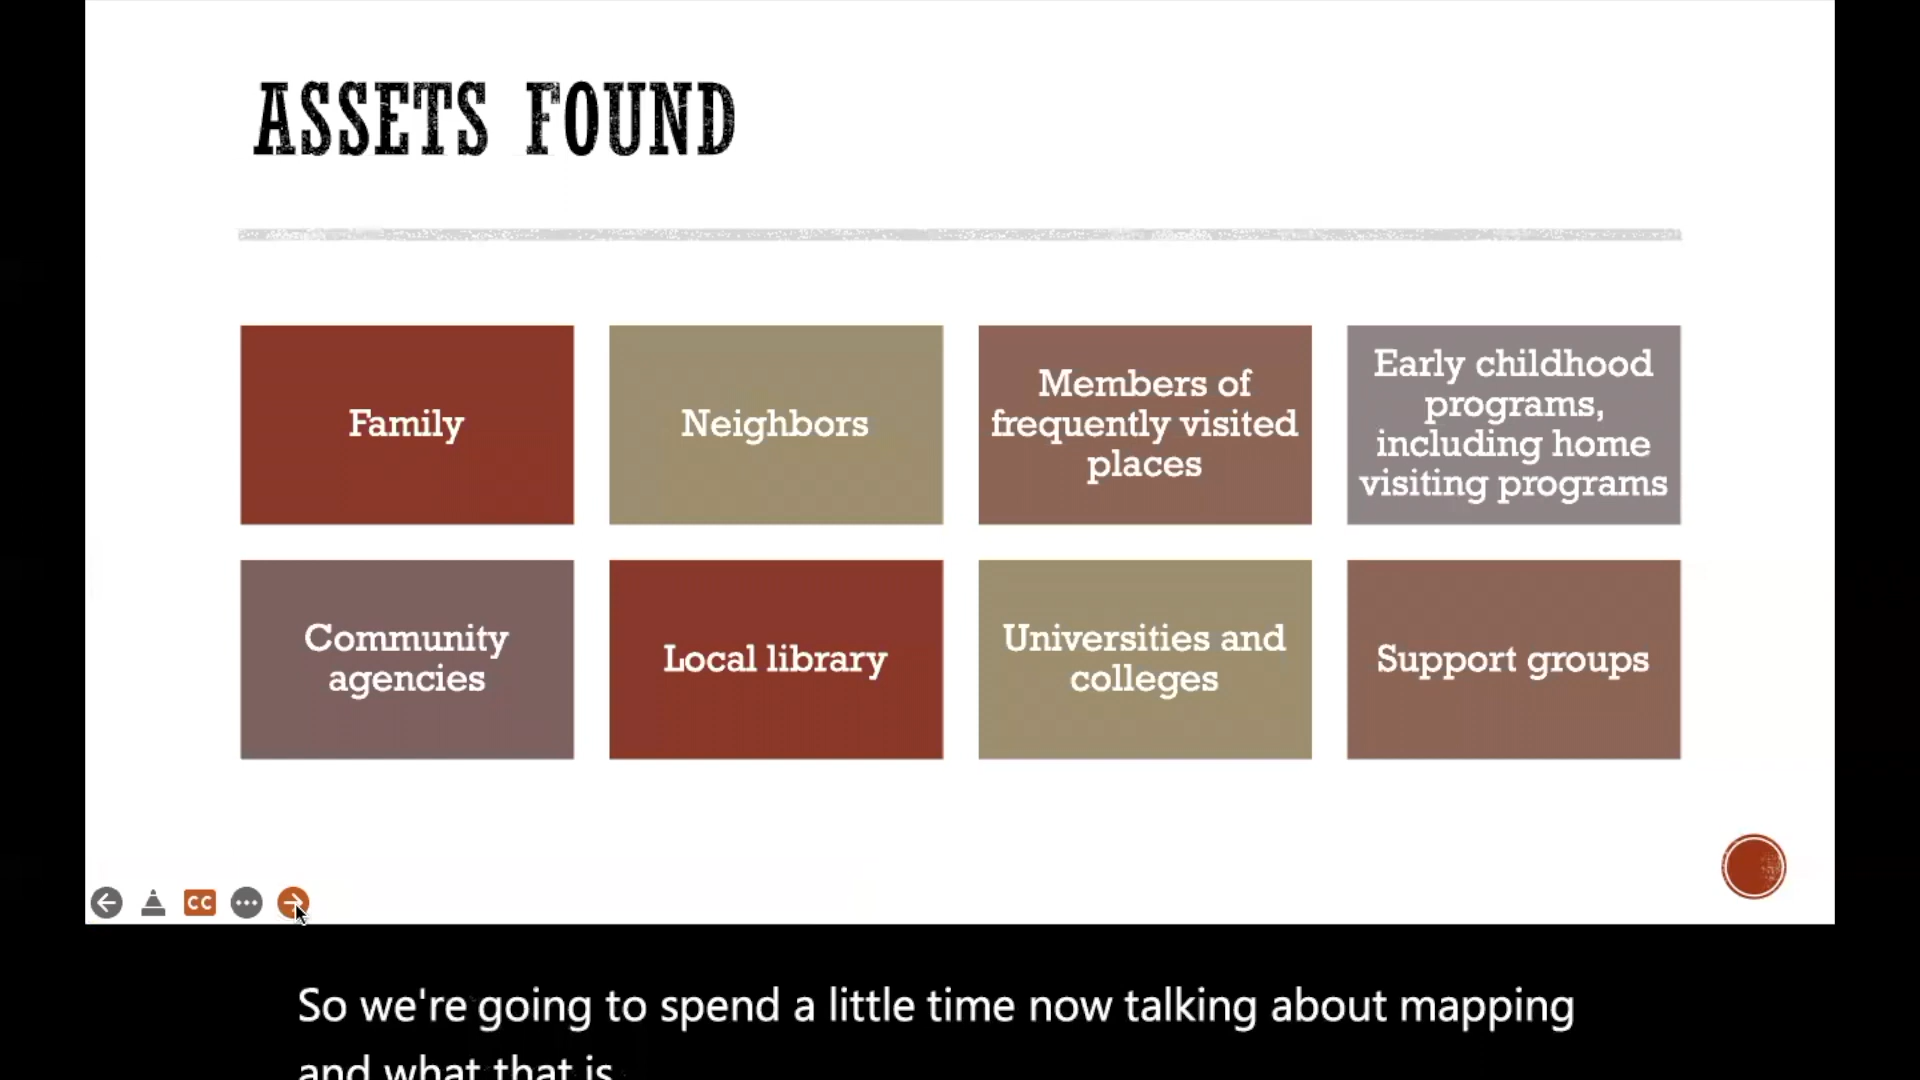 ASSETS FOUND
Family
Neighbors
Members of
frequently visited
places
Early childhood
programs,
including home
visiting programs
Community
agencies
Local library
Universities and
colleges
Support groups
CC
So we're going to spend a little time now talking about mapping
and what that is